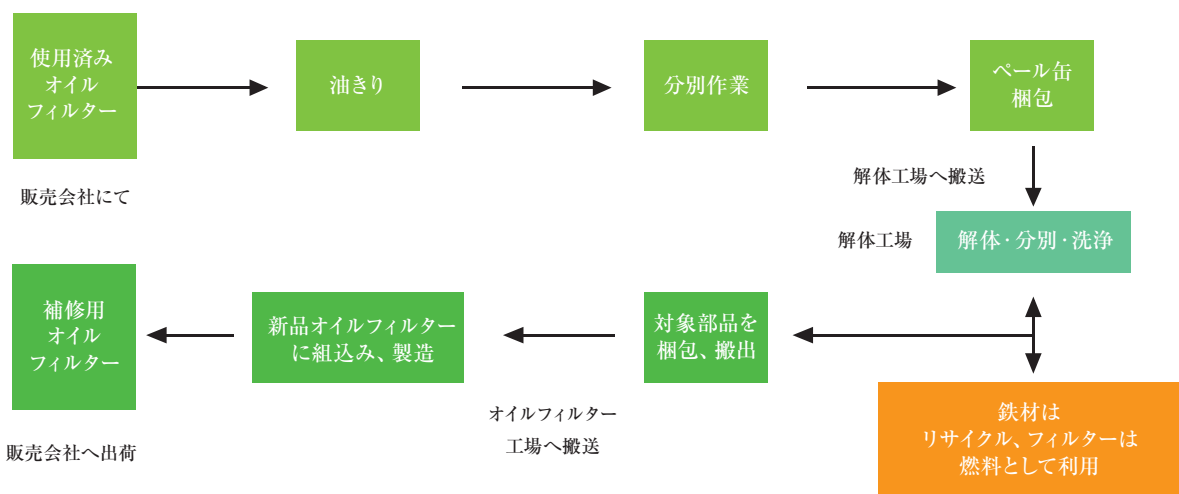 使用済み
オイル
フィルター
油きり
分別作業
ペール缶
梱包
販売会社にて
解体工場へ搬送
解体工場
解体・分別・洗浄
補修用
オイル
フィルター
新品オイルフィルター
に組込み、製造
対象部品を
梱包、搬出
オイルフィルター
工場へ搬送
販売会社へ出荷
鉄材は
リサイクル、フィルターは
燃料として利用